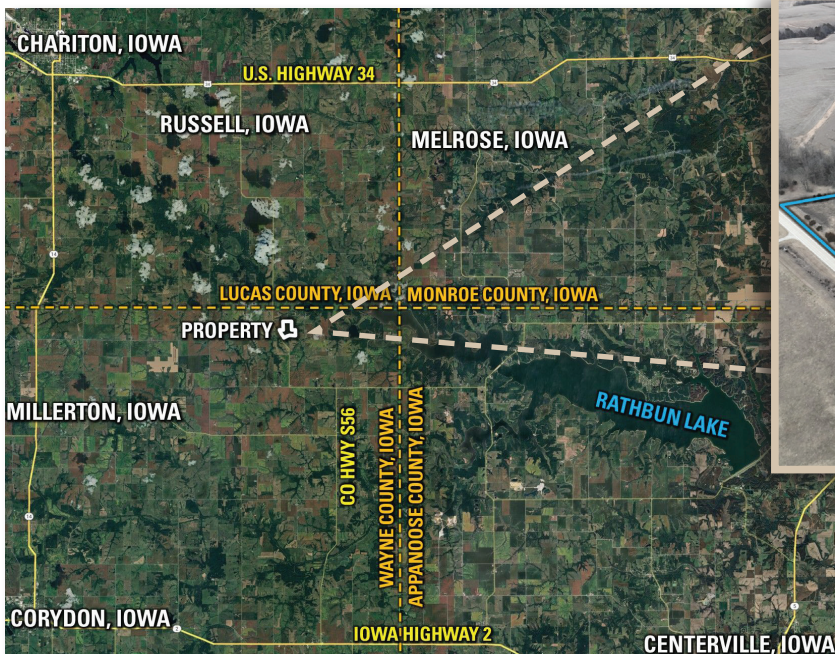 CHARITON, IOWA
U.S. HIGHWAY 34
RUSSELL, IOWA
MELROSE, IOWA
LUCAS COUNTY, IOWA
MONROE COUNTY, IOWA
PROPERTY
MILLERTON, IOWA
CO HWY S56
WAYNE COUNTY, IOWA
APPANOOSE COUNTY, IOWA
RATHBUN LAKE
CORYDON, IOWA
IOWA HIGHWAY 2
CENTERVILLE, IOWA